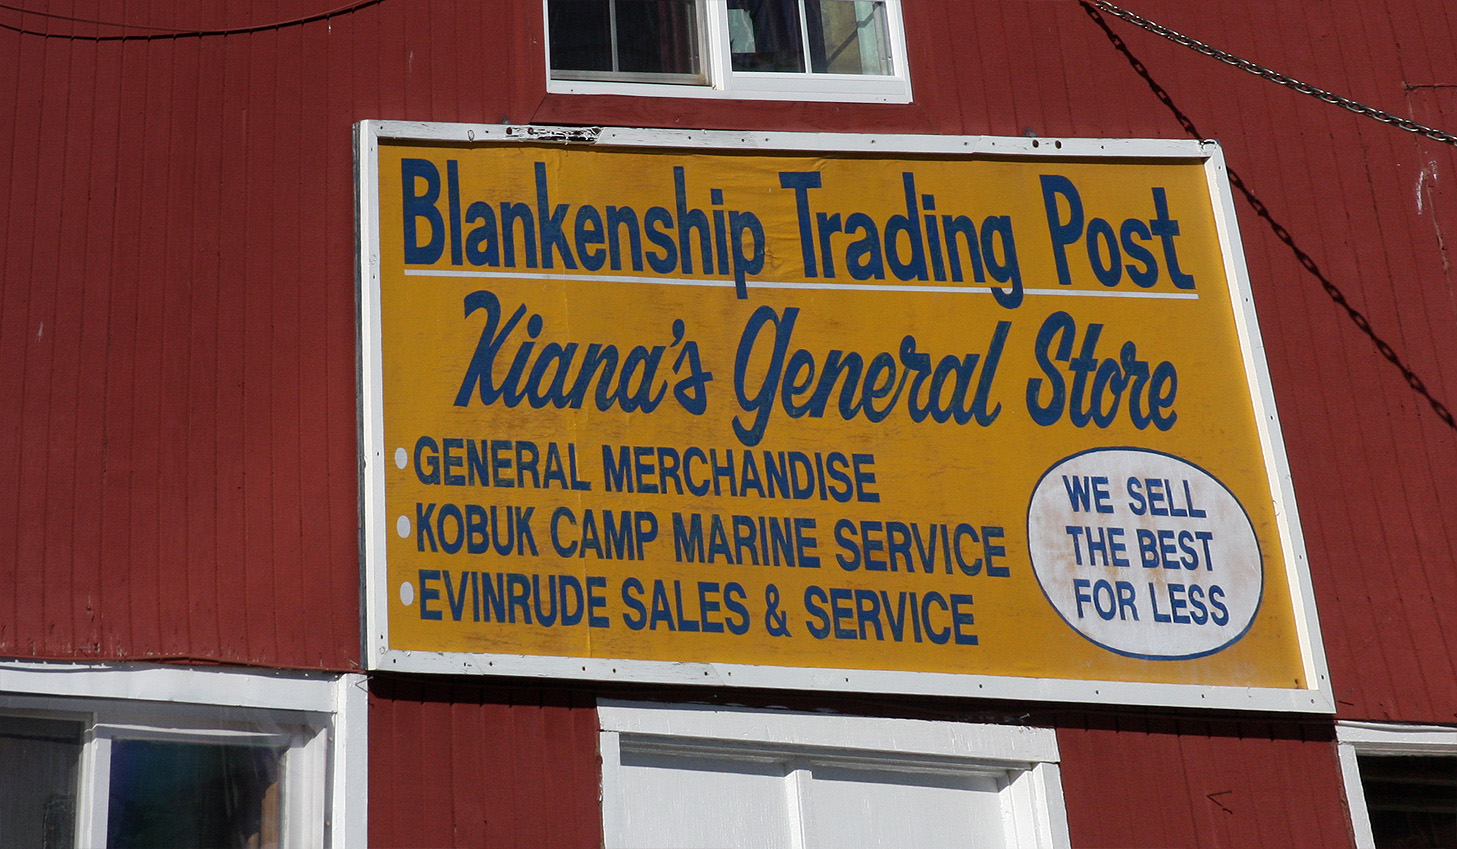 Blankenship Trading Post
Kiana's General Store
• GENERAL MERCHANDISE
• KOBUK CAMP MARINE SERVICE
• EVINRUDE SALES & SERVICE
WE SELL
THE BEST
FOR LESS